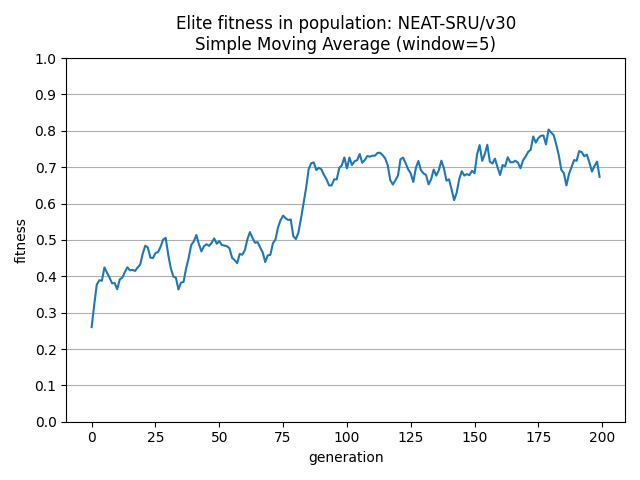 Elite fitness in population: NEAT-SRU/v30
Simple Moving Average (window=5)
1.0
0.9
0.8
0.7
0.6
0.5
0.4
0.3
0.2
0.1
0.0
fitness
0 25 50 75 100 125 150 175 200
generation